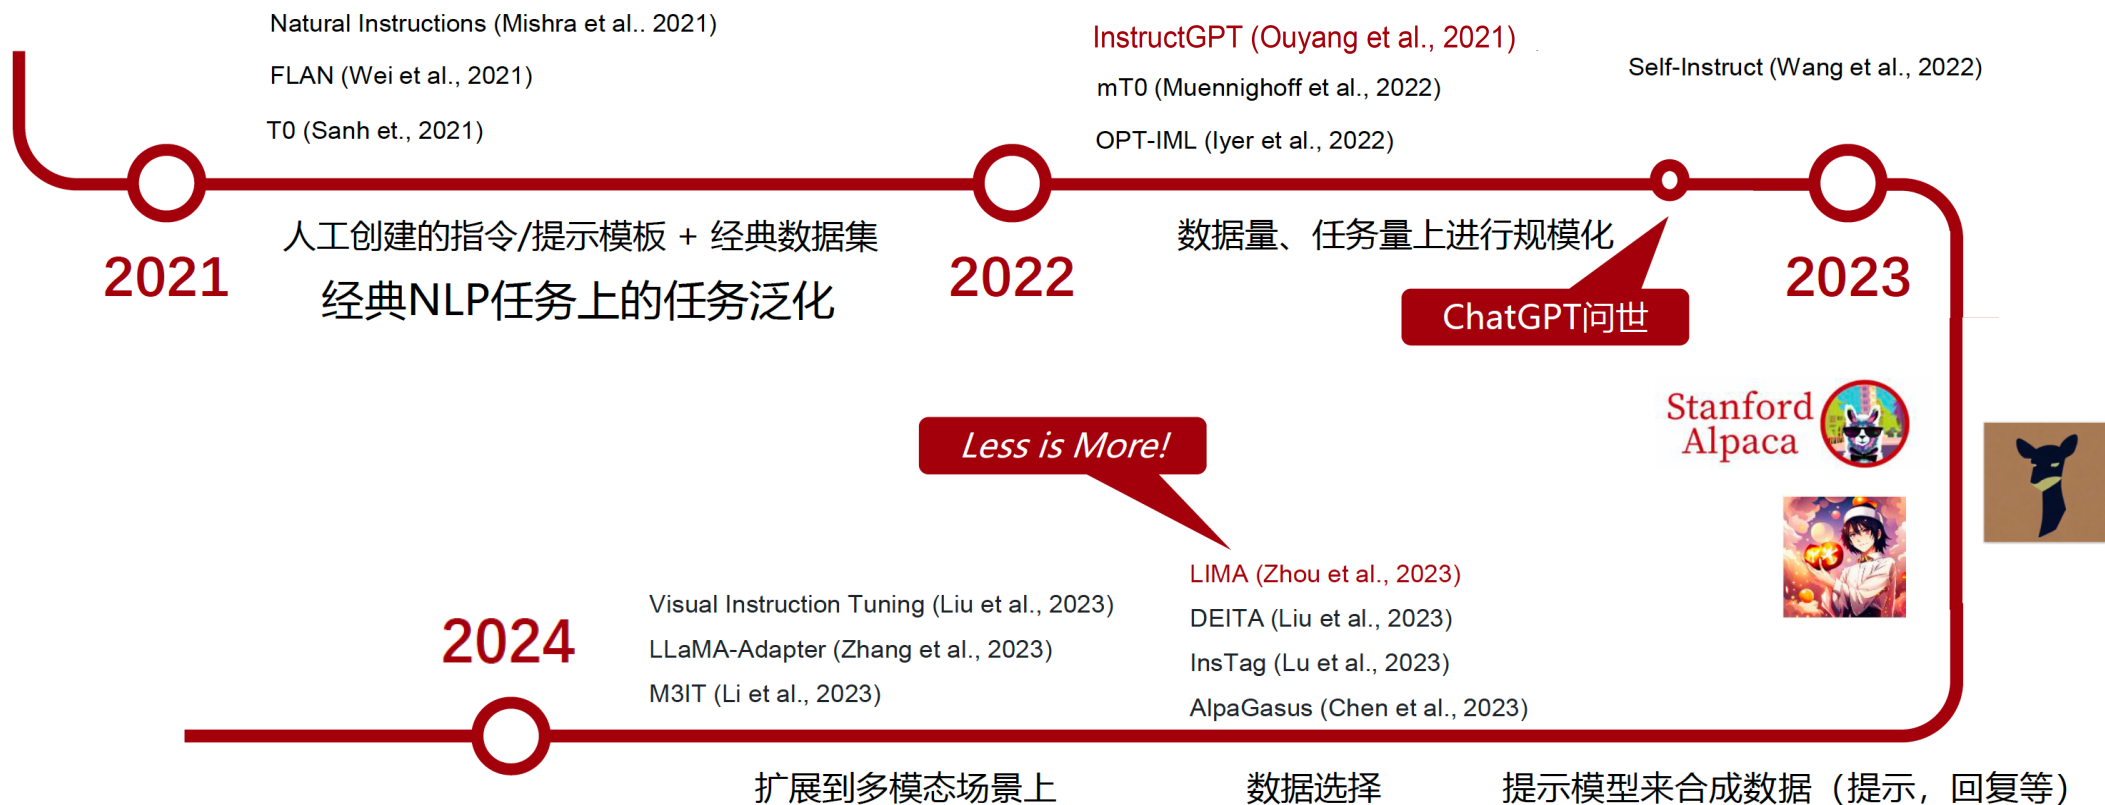 Natural Instructions (Mishra et al.. 2021)
FLAN (Wei et al., 2021)
T0 (Sanh et., 2021)
InstructGPT (Ouyang et al., 2021)
mT0 (Muennighoff et al., 2022)
OPT-IML (Iyer et al., 2022)
Self-Instruct (Wang et al., 2022)
人工创建的指令/提示模板 + 经典数据集
经典NLP任务上的任务泛化
数据量、任务量上进行规模化
2021
2022
2023
ChatGPT问世
Stanford
Alpaca
Less is More!
LIMA (Zhou et al., 2023)
DEITA (Liu et al., 2023)
InsTag (Lu et al., 2023)
AlpaGasus (Chen et al., 2023)
Visual Instruction Tuning (Liu et al., 2023)
LLaMA-Adapter (Zhang et al., 2023)
M3IT (Li et al., 2023)
2024
扩展到多模态场景上
数据选择
提示模型来合成数据（提示，回复等）